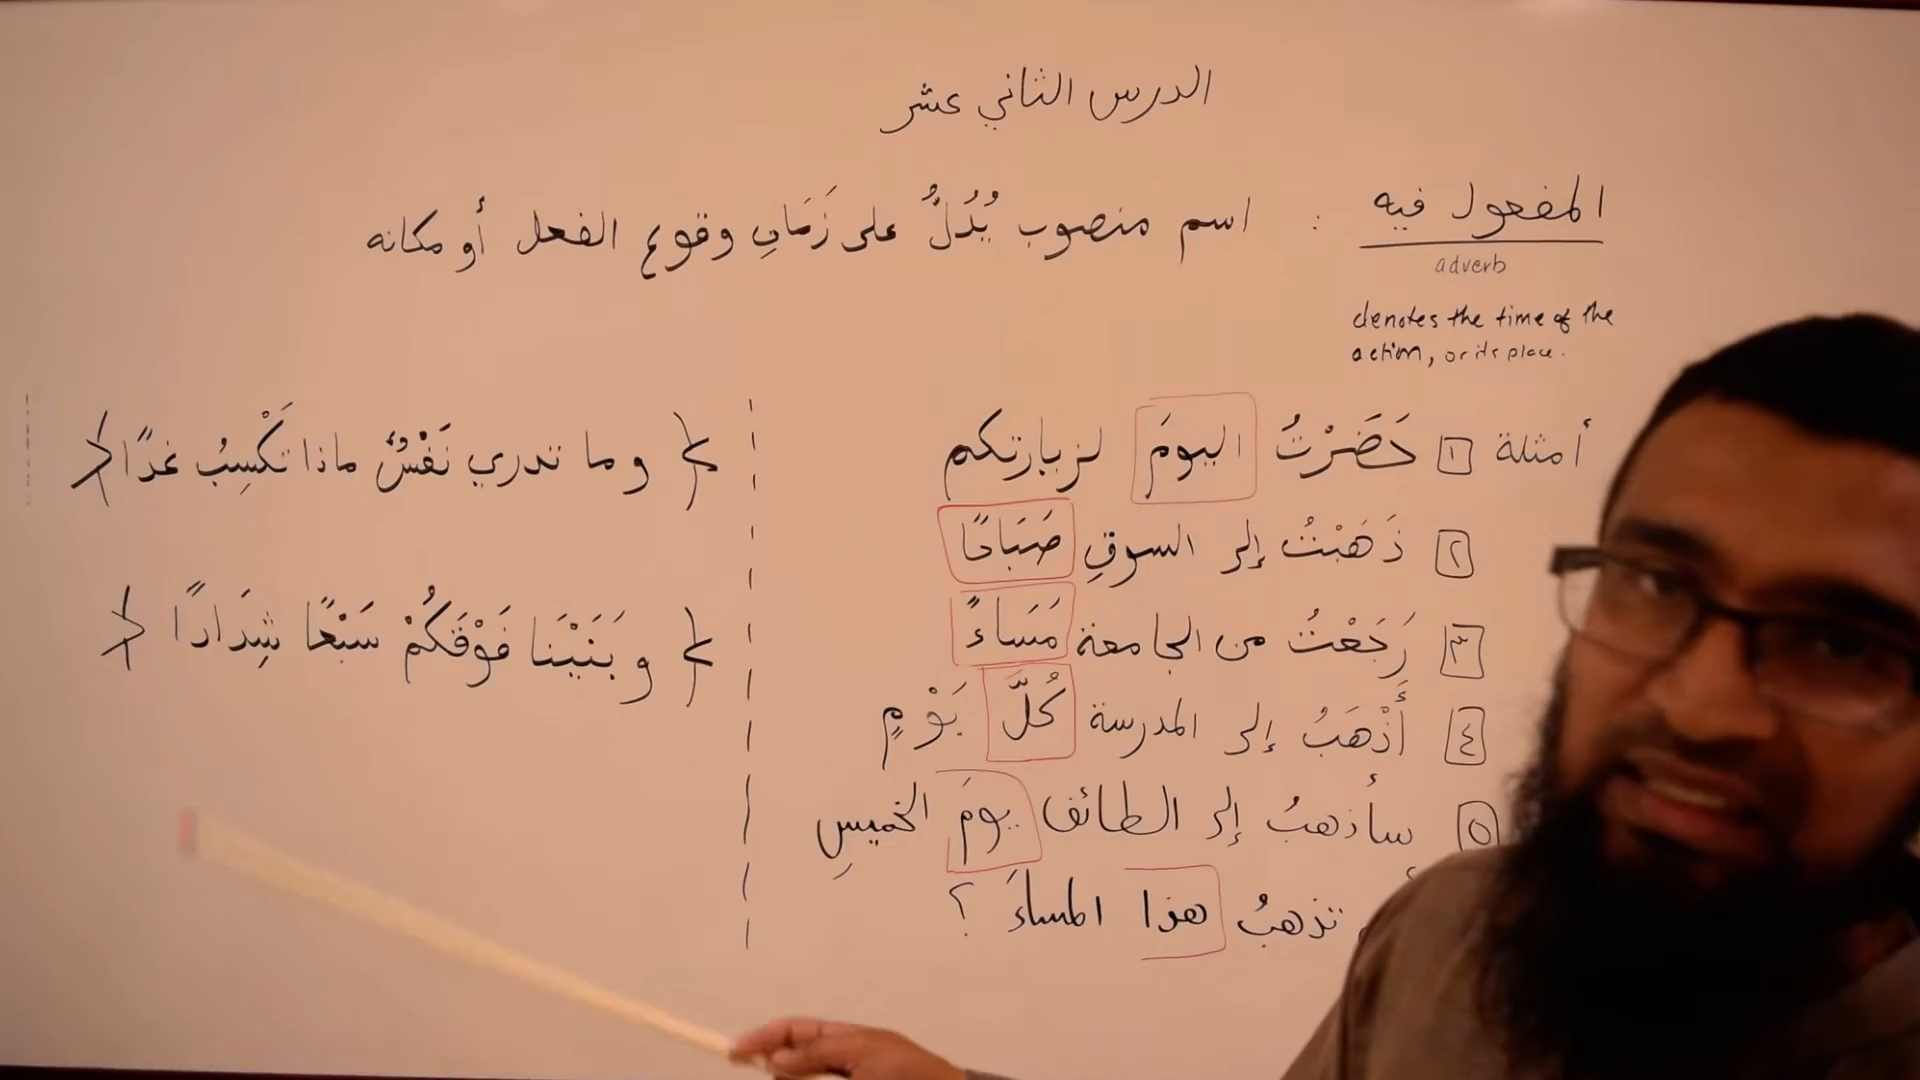 الدرس الثاني عشر
المفعول فيه : اسم منصوب يُدُلُّ على زَمَانِ وقوع الفعل أو مكانه
adverb
denotes the time of the
action, or its place.
أمثلة ١ حَضَرْتُ اليومَ لزيارتكم
٢ ذَهَبْتُ إلى السوقِ صَبَاحًا
٣ رَجَعْتُ من الجامعة مَسَاءً
٤ أَذْهَبُ إلى المدرسة كُلَّ يَوْمٍ
٥ سأذهبُ إلى الطائف يومَ الخميسِ
تذهبُ هذا المساءَ ؟
وما تدري نَفْسٌ ماذا تَكْسِبُ غدًا
وبَنَيْنَا فَوْقَكُمْ سَبْعًا شِدَادًا